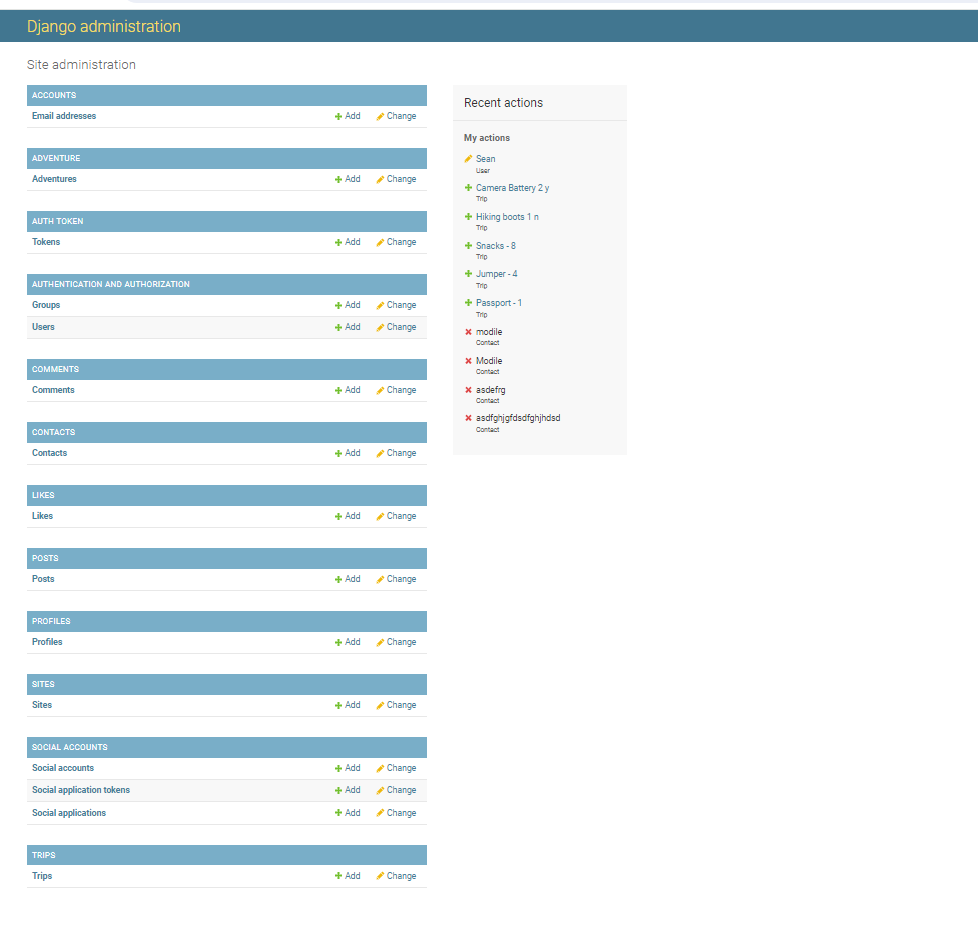 Django administration
Site administration
ACCOUNTS
Email addresses Add Change
ADVENTURE
Adventures Add Change
AUTH TOKEN
Tokens Add Change
AUTHENTICATION AND AUTHORIZATION
Groups Add Change
Users Add Change
COMMENTS
Comments Add Change
CONTACTS
Contacts Add Change
LIKES
Likes Add Change
POSTS
Posts Add Change
PROFILES
Profiles Add Change
SITES
Sites Add Change
SOCIAL ACCOUNTS
Social accounts Add Change
Social application tokens Add Change
Social applications Add Change
TRIPS
Trips Add Change
Recent actions
My actions
Sean
User
Camera Battery 2 y
Trip
Hiking boots 1 n
Trip
Snacks - 8
Trip
Jumper - 4
Trip
Passport - 1
Trip
modile
Contact
Modile
Contact
asdefrg
Contact
asdfghjgfdsdfghjhdsd
Contact